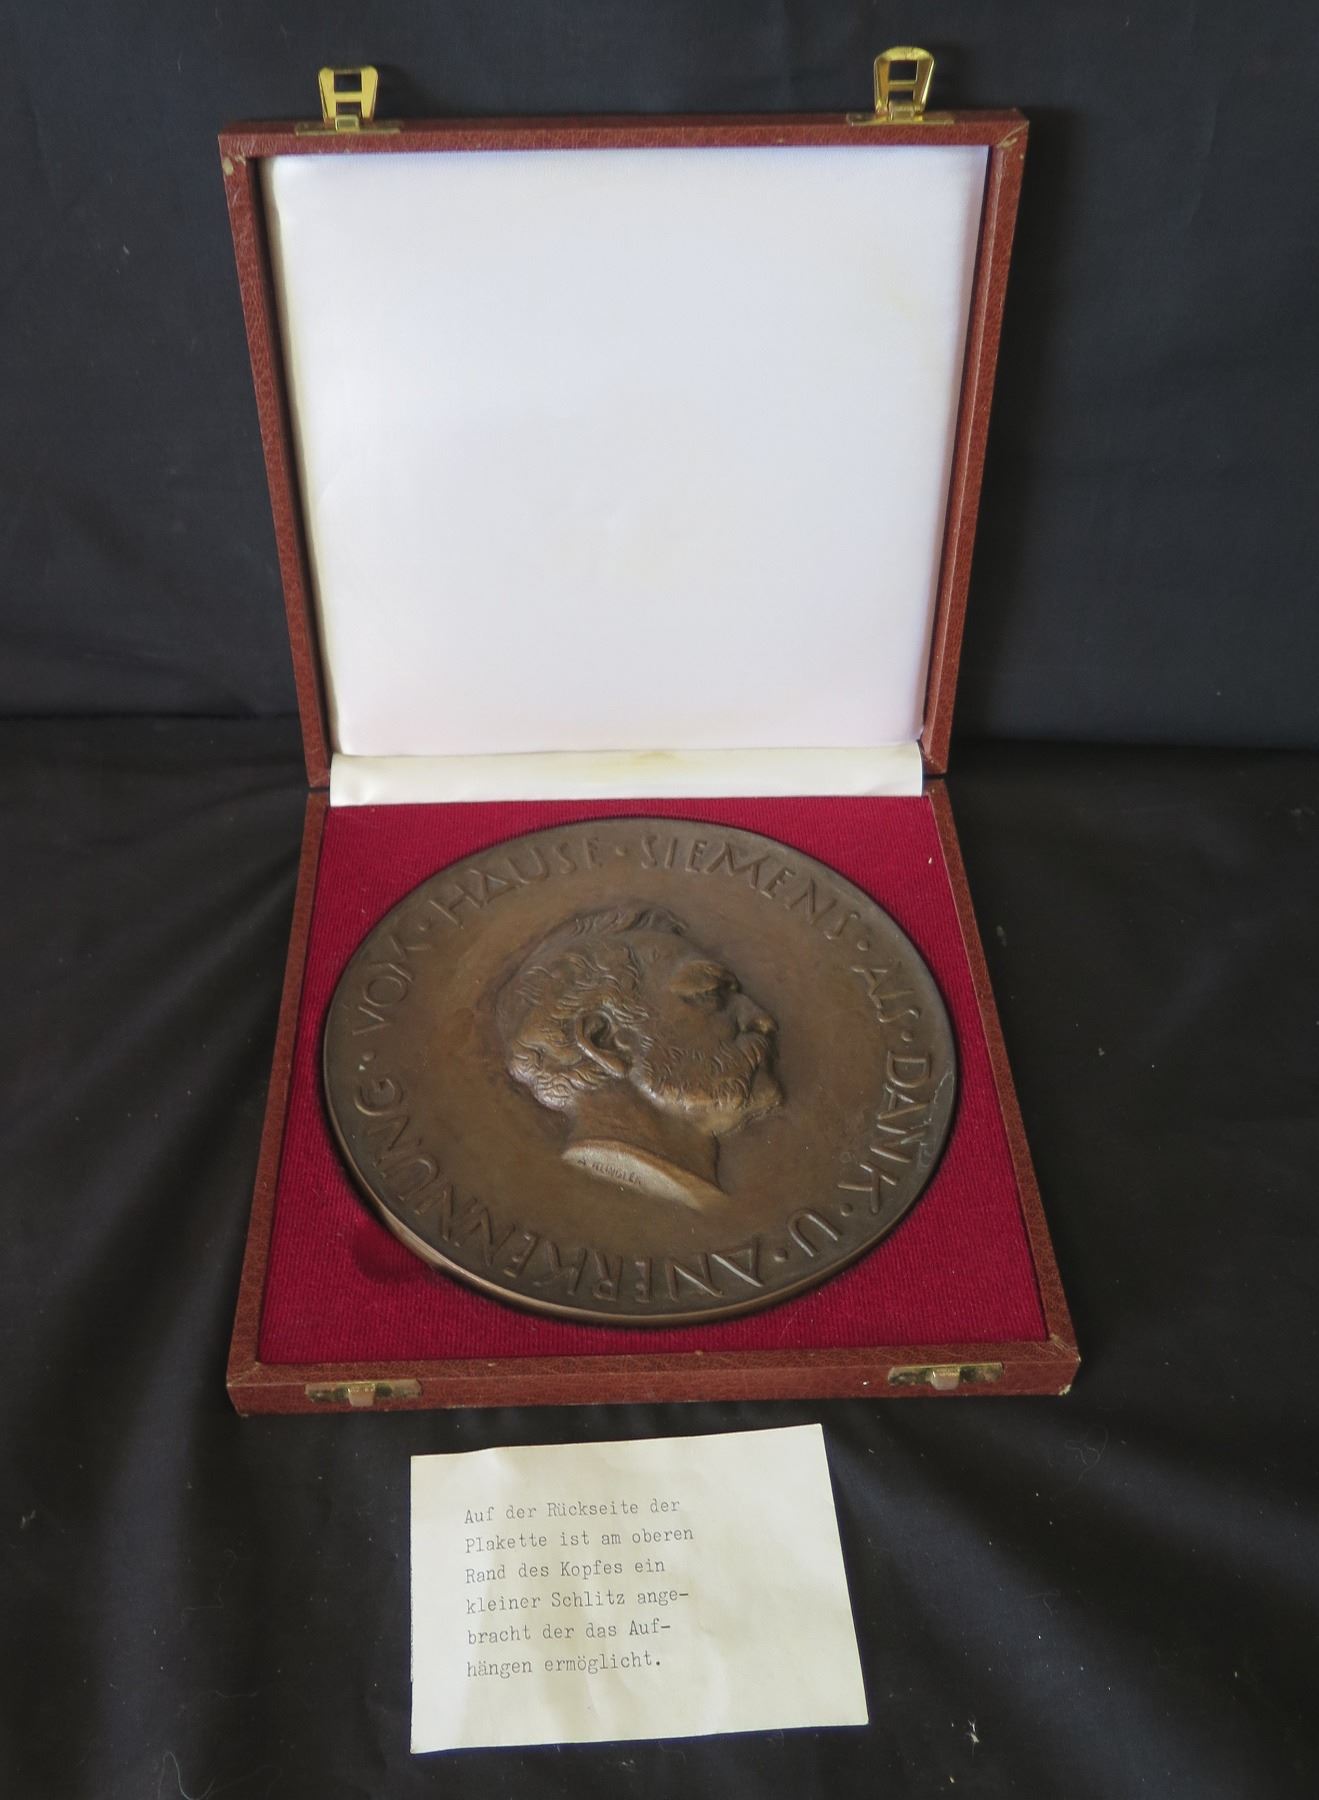 VOM · HAUSE · SIEMENS · ALS · DANK · U · ANERKENNUNG ·
A KLINGLER
Auf der Rückseite der
Plakette ist am oberen
Rand des Kopfes ein
kleiner Schlitz ange-
bracht der das Auf-
hängen ermöglicht.